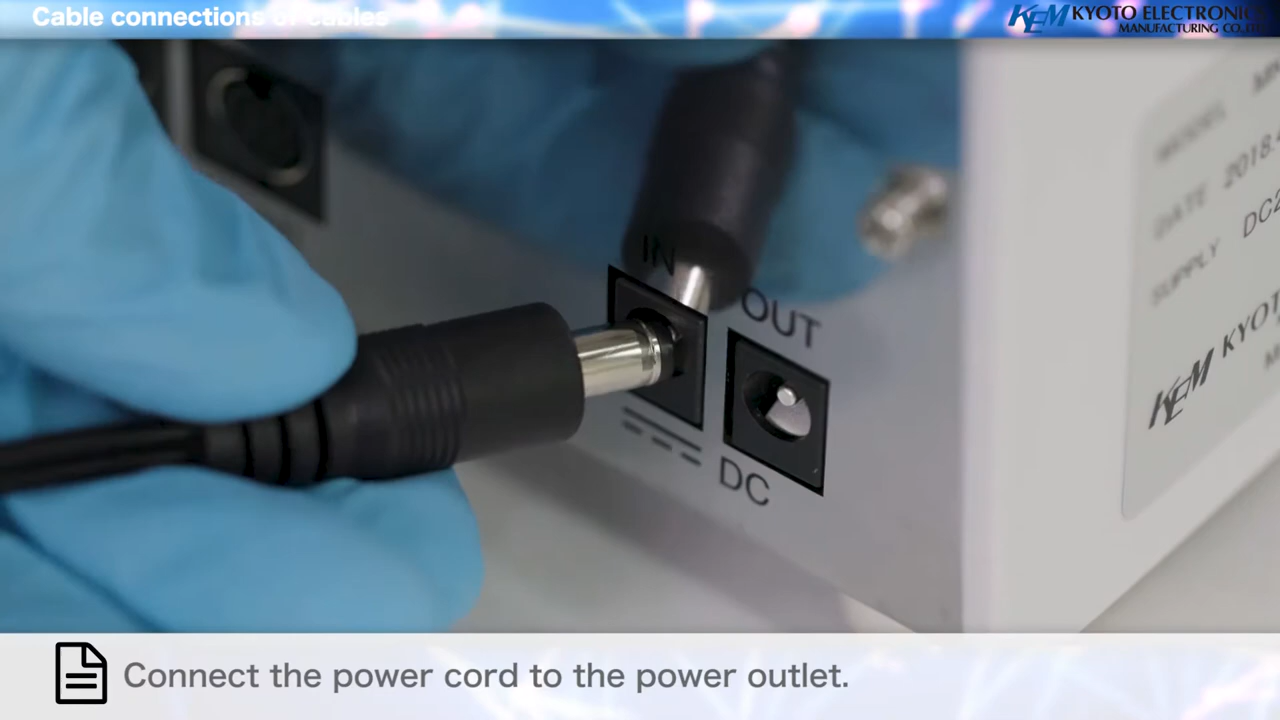 Cable connections of cables
KEM KYOTO ELECTRONICS
MANUFACTURING CO.,LTD.
IN
OUT
DC
MODEL
DATE 2018.
SUPPLY DC2
KEM KYOT
Connect the power cord to the power outlet.